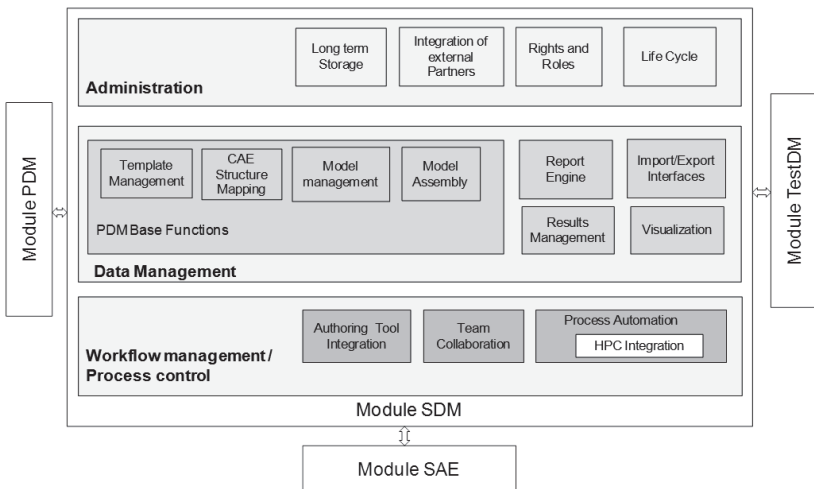 Long term
Storage
Integration of
external
Partners
Rights and
Roles
Life Cycle
Administration
Module PDM
Template
Management
CAE
Structure
Mapping
Model
management
Model
Assembly
PDM Base Functions
Report
Engine
Import/Export
Interfaces
Results
Management
Visualization
Data Management
Module TestDM
Authoring Tool
Integration
Team
Collaboration
Process Automation
HPC Integration
Workflow management/
Process control
Module SDM
Module SAE